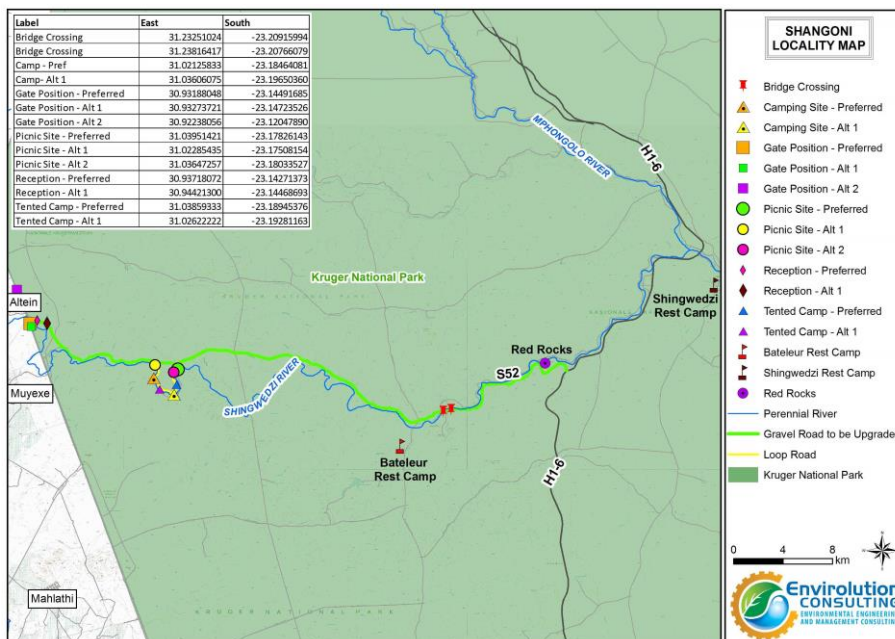 Label East South
Bridge Crossing 31.23251024 -23.20915994
Bridge Crossing 31.23816417 -23.20766079
Camp - Pref 31.02125833 -23.18464081
Camp- Alt 1 31.03606075 -23.19650360
Gate Position - Preferred 30.93188048 -23.14491685
Gate Position - Alt 1 30.93273721 -23.14723526
Gate Position - Alt 2 30.92238056 -23.12047890
Picnic Site - Preferred 31.03951421 -23.17826143
Picnic Site - Alt 1 31.02285435 -23.17508154
Picnic Site - Alt 2 31.03647257 -23.18033527
Reception - Preferred 30.93718072 -23.14271373
Reception - Alt 1 30.94421300 -23.14468693
Tented Camp - Preferred 31.03859333 -23.18945376
Tented Camp - Alt 1 31.02622222 -23.19281163
MPHONGOLO RIVER
H1-6
Kruger National Park
Altein
Shingwedzi
Rest Camp
Red Rocks
S52
Muyexe
SHINGWEDZI RIVER
Bateleur
Rest Camp
H1-6
Mahlathi
KRUGER NATIONAL PARK
SHANGONI
LOCALITY MAP
Bridge Crossing
Camping Site - Preferred
Camping Site - Alt 1
Gate Position - Preferred
Gate Position - Alt 1
Gate Position - Alt 2
Picnic Site - Preferred
Picnic Site - Alt 1
Picnic Site - Alt 2
Reception - Preferred
Reception - Alt 1
Tented Camp - Preferred
Tented Camp - Alt 1
Bateleur Rest Camp
Shingwedzi Rest Camp
Red Rocks
Perennial River
Gravel Road to be Upgrade
Loop Road
Kruger National Park
0 4 8
km
Envirolution
CONSULTING
ENVIRONMENTAL ENGINEERING
AND MANAGEMENT CONSULTING